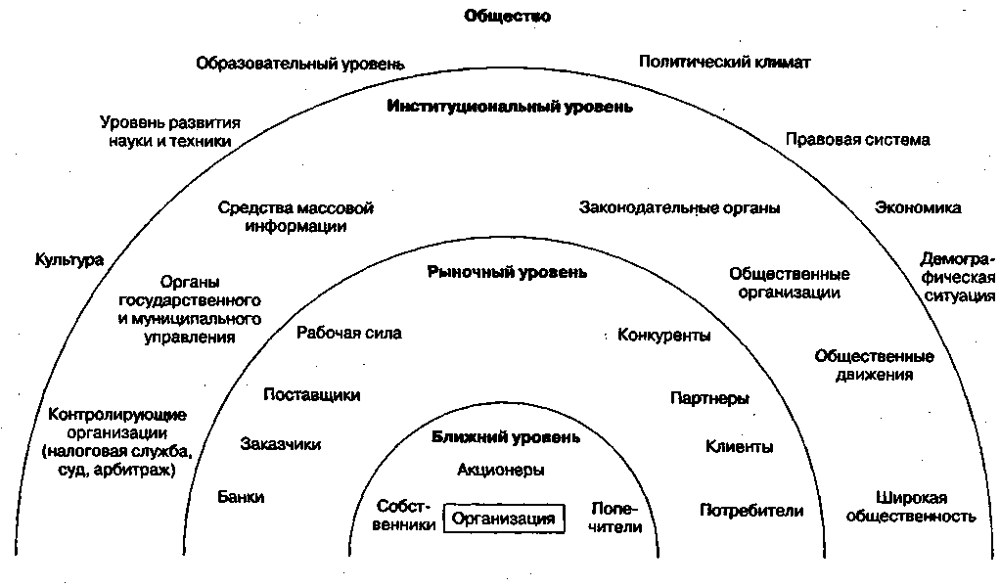 Общество
Образовательный уровень
Политический климат
Институциональный уровень
Уровень развития
науки и техники
Правовая система
Средства массовой
информации
Законодательные органы
Экономика
Культура
Рыночный уровень
Демогра-
фическая
ситуация
Органы
государственного
и муниципального
управления
Общественные
организации
Рабочая сила
Конкуренты
Общественные
движения
Поставщики
Партнеры
Контролирующие
организации
(налоговая служба,
суд, арбитраж)
Ближний уровень
Заказчики
Клиенты
Акционеры
Банки
Собст-
венники
Организация
Попе-
чители
Потребители
Широкая
общественность